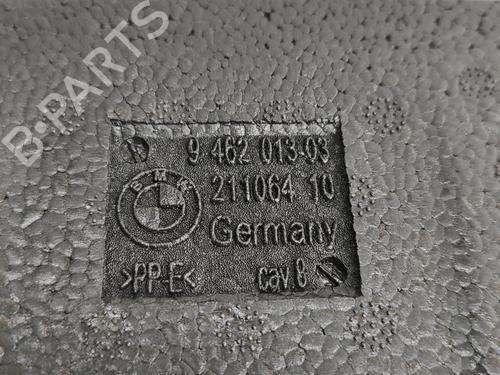 B-PARTS
9 462 013-03
BMW
211064 10
Germany
>PP-E<
cav 8